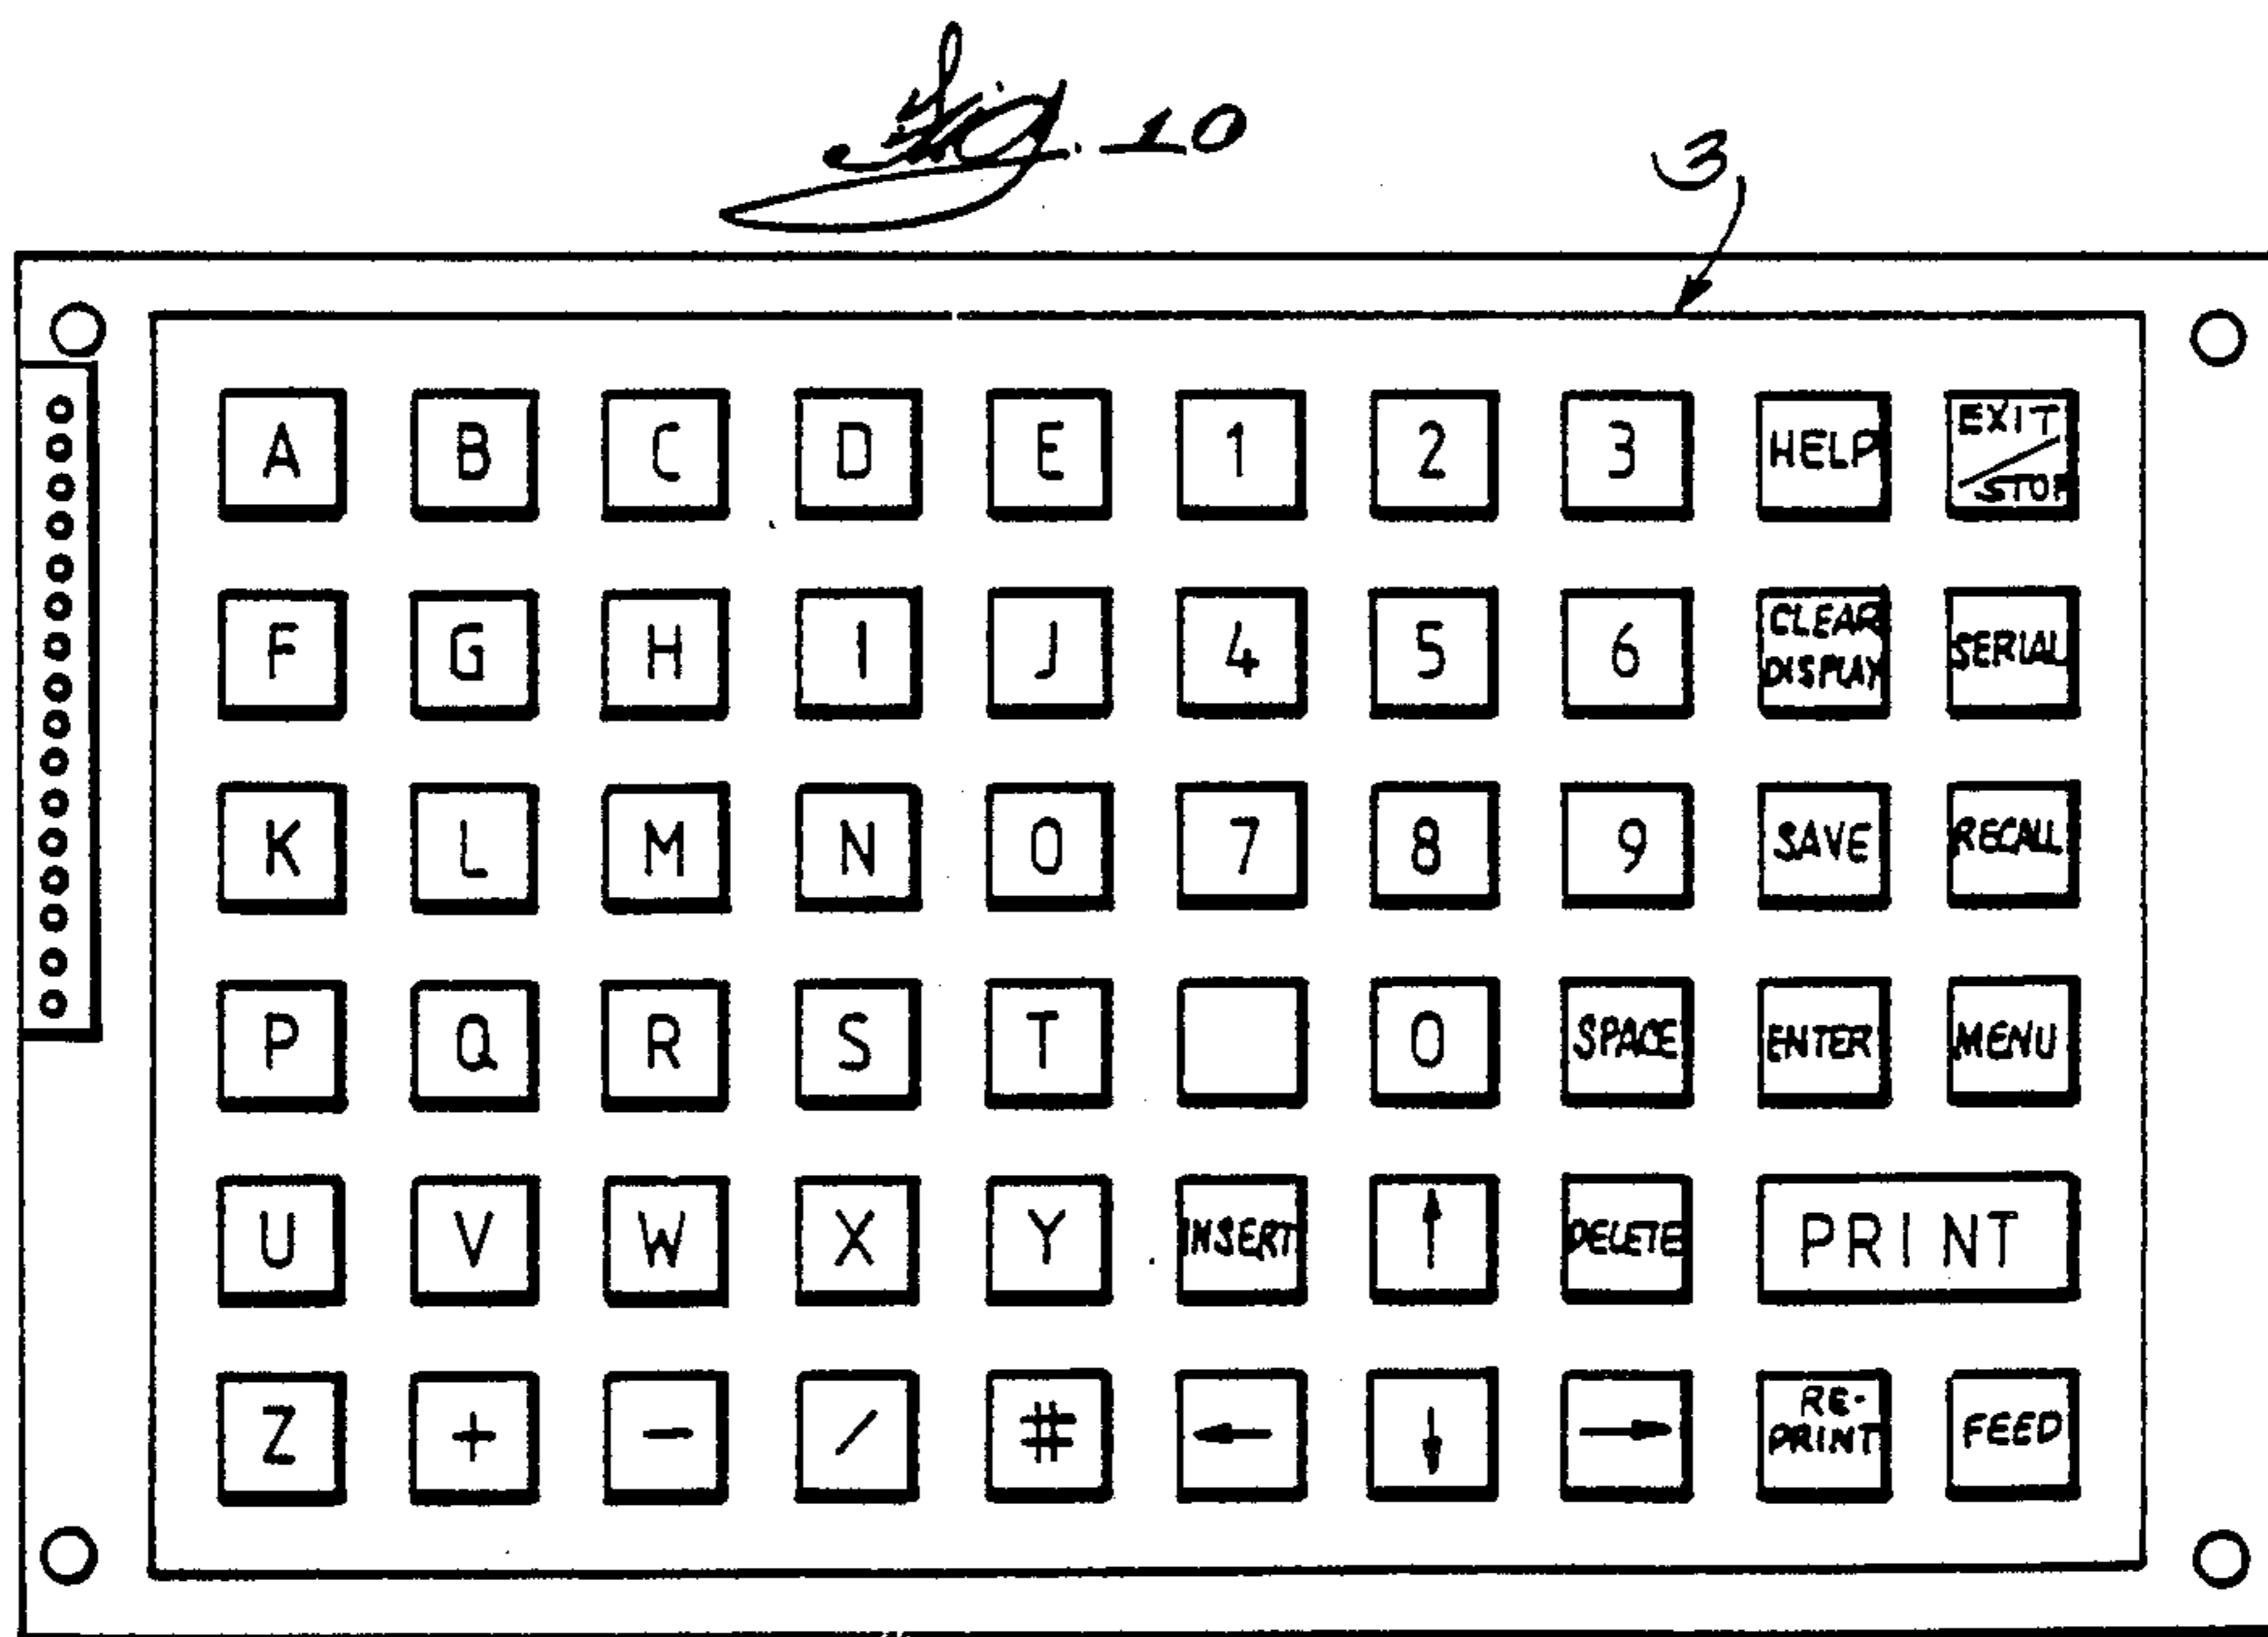 Fig. 10
3
A B C D E 1 2 3 HELP EXIT / STOP
F G H I J 4 5 6 CLEAR DISPLAY SERIAL
K L M N O 7 8 9 SAVE RECALL
P Q R S T 0 SPACE ENTER MENU
U V W X Y INSERT ↑ DELETE PRINT
Z + - / # ← ↓ → RE-PRINT FEED